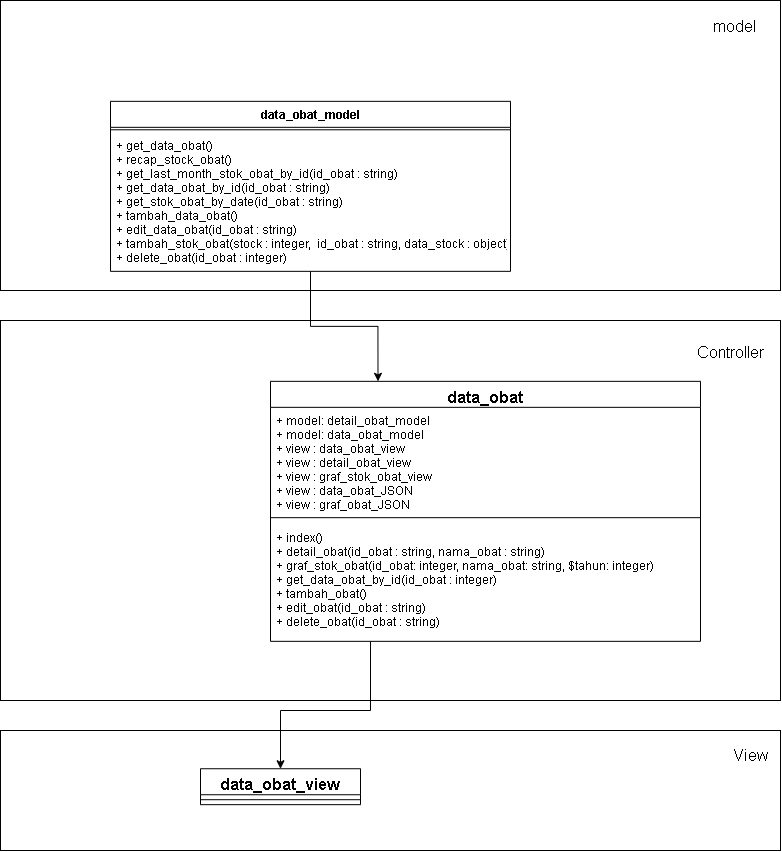 model
data_obat_model
+ get_data_obat()
+ recap_stock_obat()
+ get_last_month_stok_obat_by_id(id_obat : string)
+ get_data_obat_by_id(id_obat : string)
+ get_stok_obat_by_date(id_obat : string)
+ tambah_data_obat()
+ edit_data_obat(id_obat : string)
+ tambah_stok_obat(stock : integer,  id_obat : string, data_stock : object
+ delete_obat(id_obat : integer)
Controller
data_obat
+ model: detail_obat_model
+ model: data_obat_model
+ view : data_obat_view
+ view : detail_obat_view
+ view : graf_stok_obat_view
+ view : data_obat_JSON
+ view : graf_obat_JSON
+ index()
+ detail_obat(id_obat : string, nama_obat : string)
+ graf_stok_obat(id_obat: integer, nama_obat: string, $tahun: integer)
+ get_data_obat_by_id(id_obat : integer)
+ tambah_obat()
+ edit_obat(id_obat : string)
+ delete_obat(id_obat : string)
View
data_obat_view